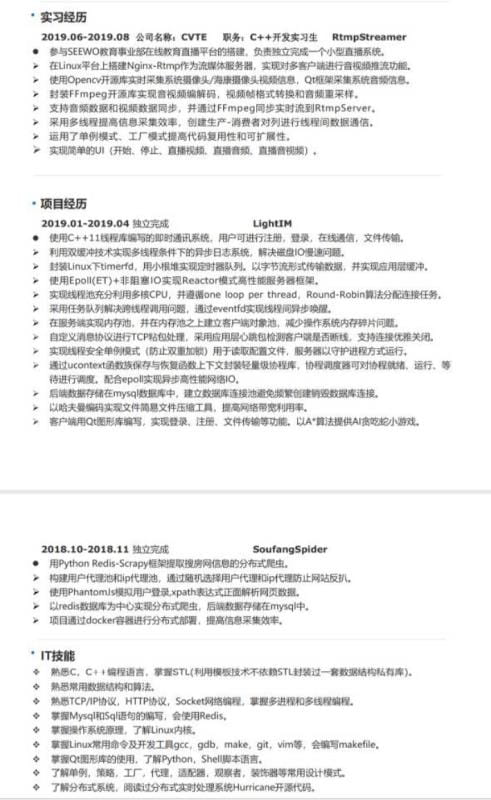 实习经历
2019.06-2019.08 公司名称：CVTE 职务：C++开发实习生 RtmpStreamer
参与SEEWO教育事业部在线教育直播平台的搭建，负责独立完成一个小型直播系统。
在Linux平台上搭建Nginx-Rtmp作为流媒体服务器，实现对多客户端进行音视频推流功能。
使用Opencv开源库实时采集系统摄像头/海康摄像头视频信息，Qt框架采集系统音频信息。
封装FFmpeg开源库实现音视频编解码，视频帧格式转换和音频重采样。
支持音频数据和视频数据同步，并通过FFmpeg同步实时流到RtmpServer。
采用多线程提高信息采集效率，创建生产-消费者对列进行线程间数据通信。
运用了单例模式、工厂模式提高代码复用性和可扩展性。
实现简单的UI（开始、停止、直播视频、直播音频、直播音视频）。
项目经历
2019.01-2019.04 独立完成 LightIM
使用C++11线程库编写的即时通讯系统，用户可进行注册，登录，在线通信，文件传输。
利用双缓冲技术实现多线程条件下的异步日志系统，解决磁盘IO慢速问题。
封装Linux下timerfd，用小根堆实现定时器队列。以字节流形式传输数据，并实现应用层缓冲。
使用Epoll(ET)+非阻塞IO实现Reactor模式高性能服务器框架。
实现线程池充分利用多核CPU，并遵循one loop per thread，Round-Robin算法分配连接任务。
采用任务队列解决跨线程调用问题，通过eventfd实现线程间异步唤醒。
在服务端实现内存池，并在内存池之上建立客户端对象池，减少操作系统内存碎片问题。
自定义消息协议进行TCP粘包处理，采用应用层心跳包检测客户端是否断线，支持连接优雅关闭。
实现线程安全单例模式（防止双重加锁）用于读取配置文件，服务器以守护进程方式运行。
通过ucontext函数族保存与恢复函数上下文封装轻量级协程库，协程调度器可对协程就绪、运行、等
待进行调度。配合epoll实现异步高性能网络IO。
后端数据存储在mysql数据库中，建立数据库连接池避免频繁创建销毁数据库连接。
以哈夫曼编码实现文件简易文件压缩工具，提高网络带宽利用率。
客户端用Qt图形库编写，实现登录、注册、文件传输等功能。以A*算法提供AI贪吃蛇小游戏。
2018.10-2018.11 独立完成 SoufangSpider
用Python Redis-Scrapy框架提取搜房网信息的分布式爬虫。
构建用户代理池和ip代理池，通过随机选择用户代理和ip代理防止网站反扒。
使用PhantomJs模拟用户登录,xpath表达式正面解析网页数据。
以redis数据库为中心实现分布式爬虫，后端数据存储在mysql中。
项目通过docker容器进行分布式部署，提高信息采集效率。
IT技能
熟悉C，C++编程语言，掌握STL(利用模板技术不依赖STL封装过一套数据结构私有库)。
熟悉常用数据结构和算法。
熟悉TCP/IP协议，HTTP协议，Socket网络编程，掌握多进程和多线程编程。
掌握Mysql和Sql语句的编写，会使用Redis。
掌握操作系统原理，了解Linux内核。
掌握Linux常用命令及开发工具gcc，gdb，make，git，vim等，会编写makefile。
掌握Qt图形库的使用，了解Python，Shell脚本语言。
了解单例，策略，工厂，代理，适配器，观察者，装饰器等常用设计模式。
了解分布式系统，阅读过分布式实时处理系统Hurricane开源代码。